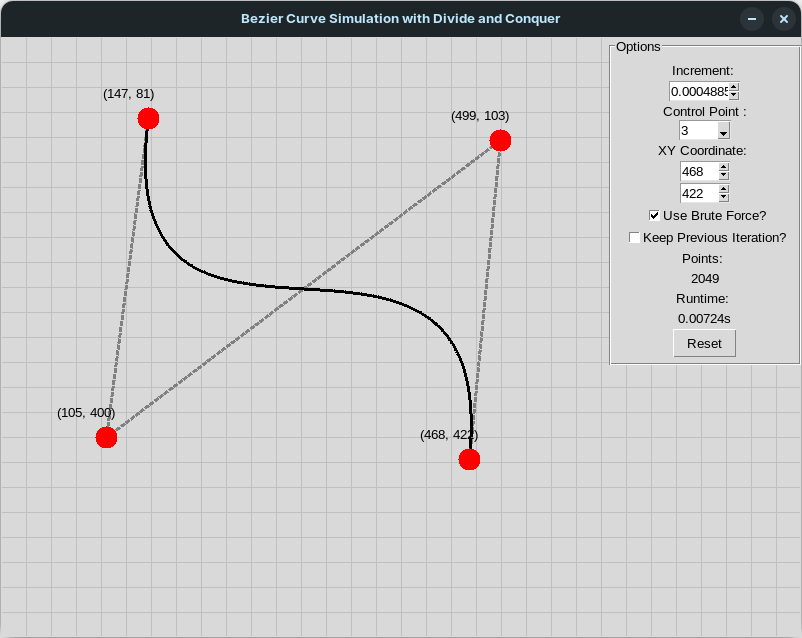 Bezier Curve Simulation with Divide and Conquer
Options
Increment:
0.0004885
Control Point :
3
XY Coordinate:
468
422
Use Brute Force?
Keep Previous Iteration?
Points:
2049
Runtime:
0.00724s
Reset
(147, 81)
(499, 103)
(105, 400)
(468, 422)